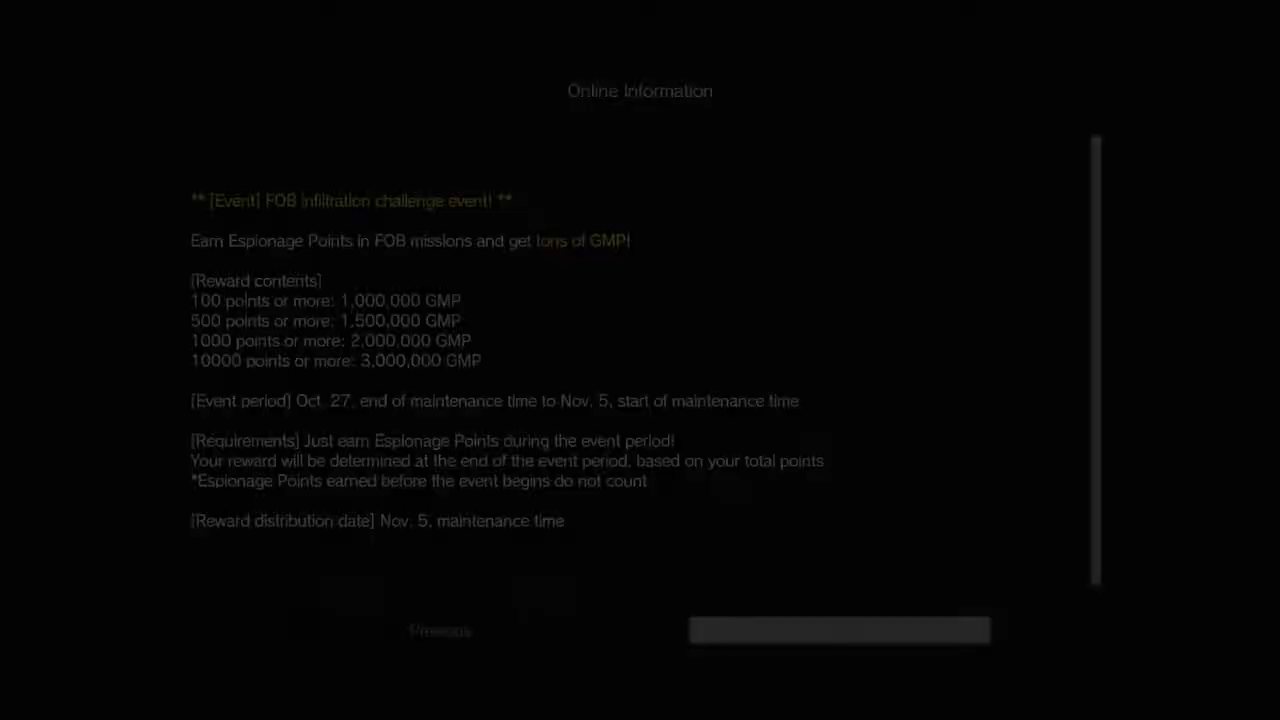 Online Information
** [Event] FOB infiltration challenge event! **
Earn Espionage Points in FOB missions and get tons of GMP!
[Reward contents]
100 points or more: 1,000,000 GMP
500 points or more: 1,500,000 GMP
1000 points or more: 2,000,000 GMP
10000 points or more: 3,000,000 GMP
[Event period] Oct. 27, end of maintenance time to Nov. 5, start of maintenance time
[Requirements] Just earn Espionage Points during the event period!
Your reward will be determined at the end of the event period, based on your total points
*Espionage Points earned before the event begins do not count
[Reward distribution date] Nov. 5, maintenance time
Previous